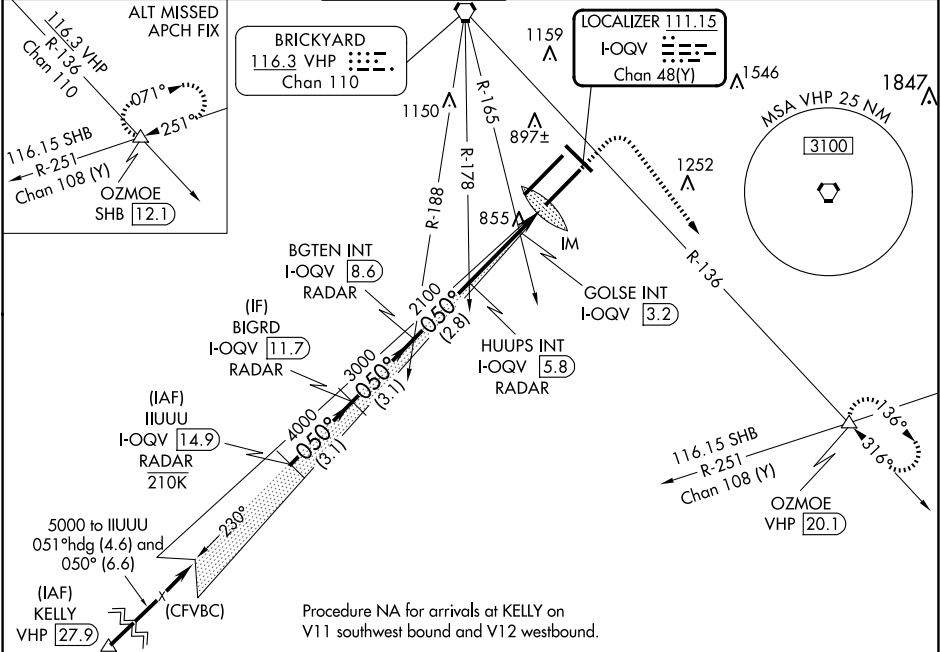 ALT MISSED
APCH FIX
116.3 VHP
R-136
Chan 110
071°
251°
116.15 SHB
R-251
Chan 108 (Y)
OZMOE
SHB 12.1
BRICKYARD
116.3 VHP
Chan 110
LOCALIZER 111.15
I-OQV
Chan 48(Y)
1159
1546
1847
1150
897±
1252
855
MSA VHP 25 NM
3100
R-165
R-178
R-188
R-136
IM
BGTEN INT
I-OQV 8.6
RADAR
GOLSE INT
I-OQV 3.2
(IF)
BIGRD
I-OQV 11.7
RADAR
HUUPS INT
I-OQV 5.8
RADAR
2100
050°
(2.8)
3000
050°
(3.1)
4000
050°
(3.1)
(IAF)
IIUUU
I-OQV 14.9
RADAR
210K
230°
5000 to IIUUU
051°hdg (4.6) and
050° (6.6)
(IAF)
KELLY
VHP 27.9
(CFVBC)
136°
316°
116.15 SHB
R-251
Chan 108 (Y)
OZMOE
VHP 20.1
Procedure NA for arrivals at KELLY on
V11 southwest bound and V12 westbound.